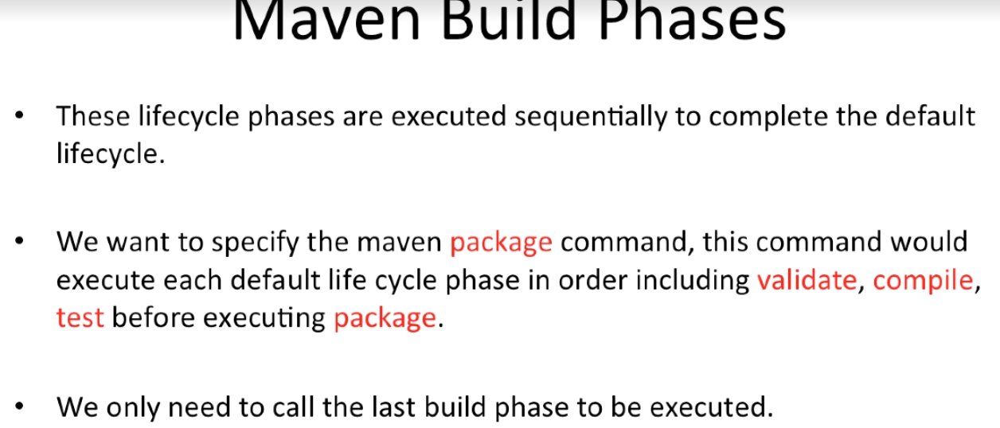 Maven Build Phases
• These lifecycle phases are executed sequentially to complete the default
lifecycle.
• We want to specify the maven package command, this command would
execute each default life cycle phase in order including validate, compile,
test before executing package.
• We only need to call the last build phase to be executed.